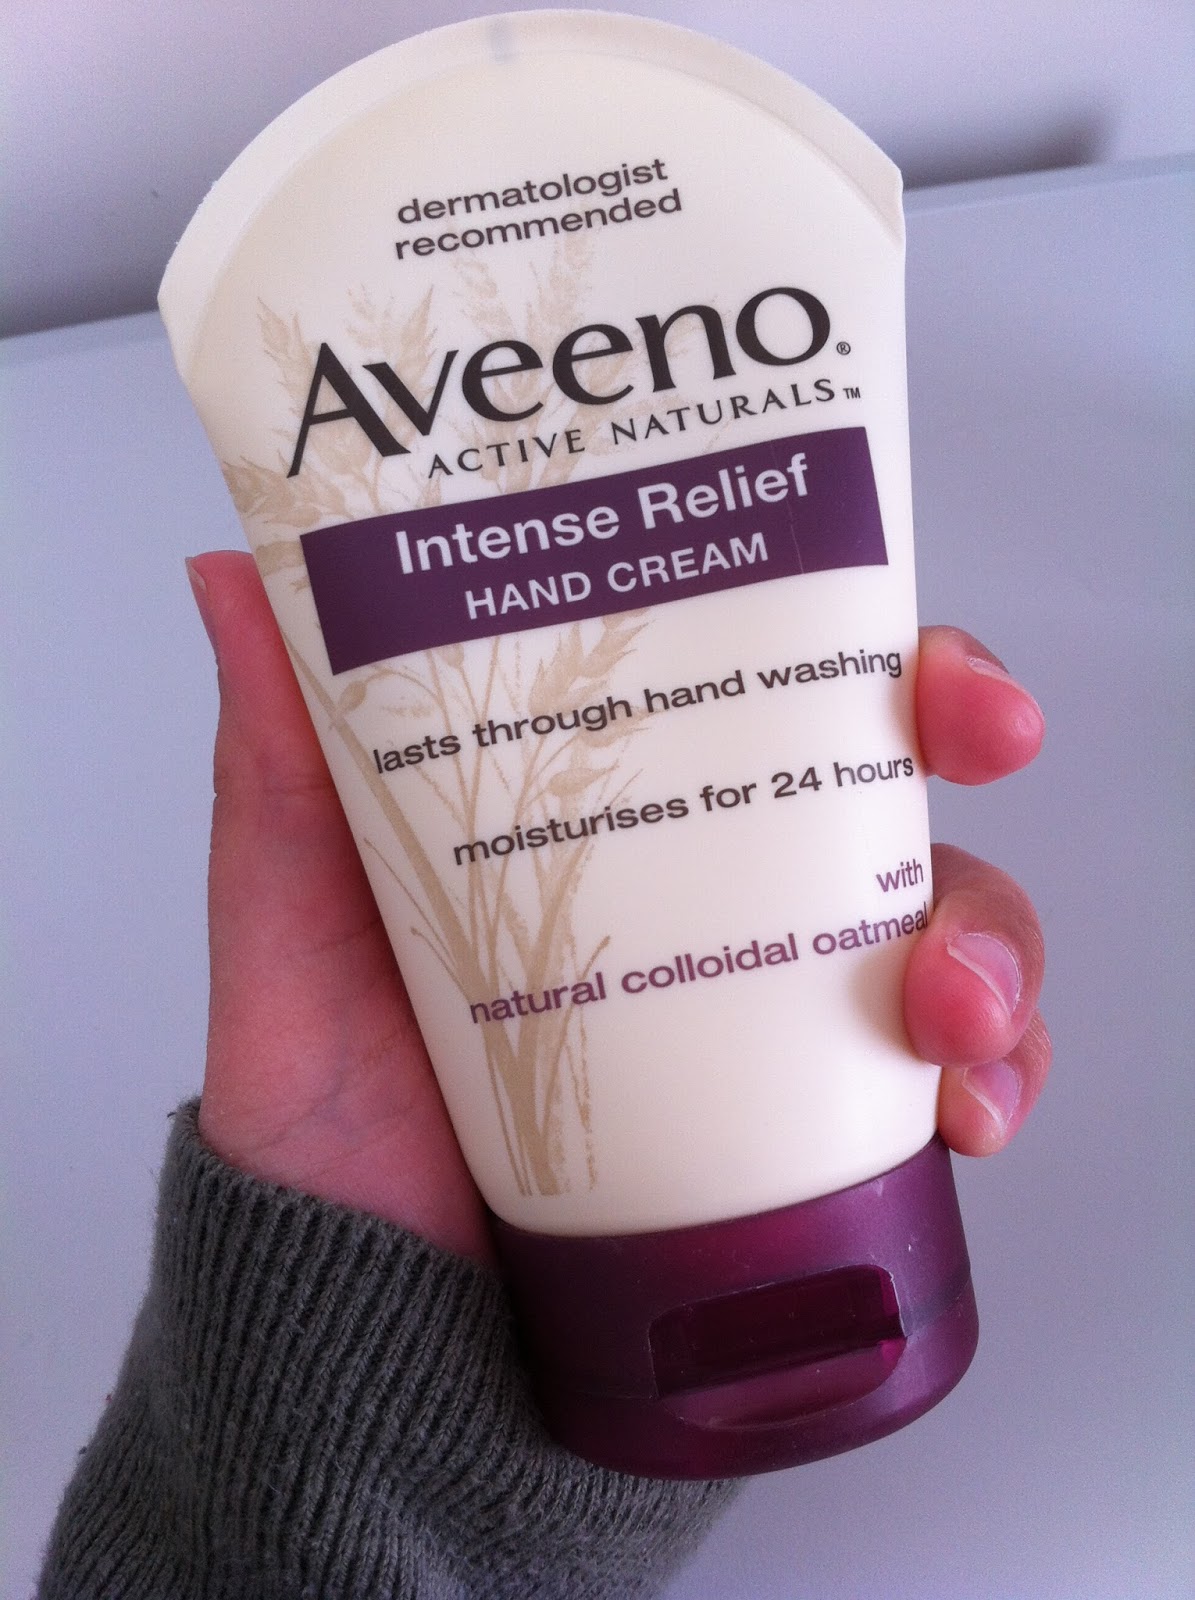 dermatologist
recommended
Aveeno®
ACTIVE NATURALS™
Intense Relief
HAND CREAM
lasts through hand washing
moisturises for 24 hours
with
natural colloidal oatmeal